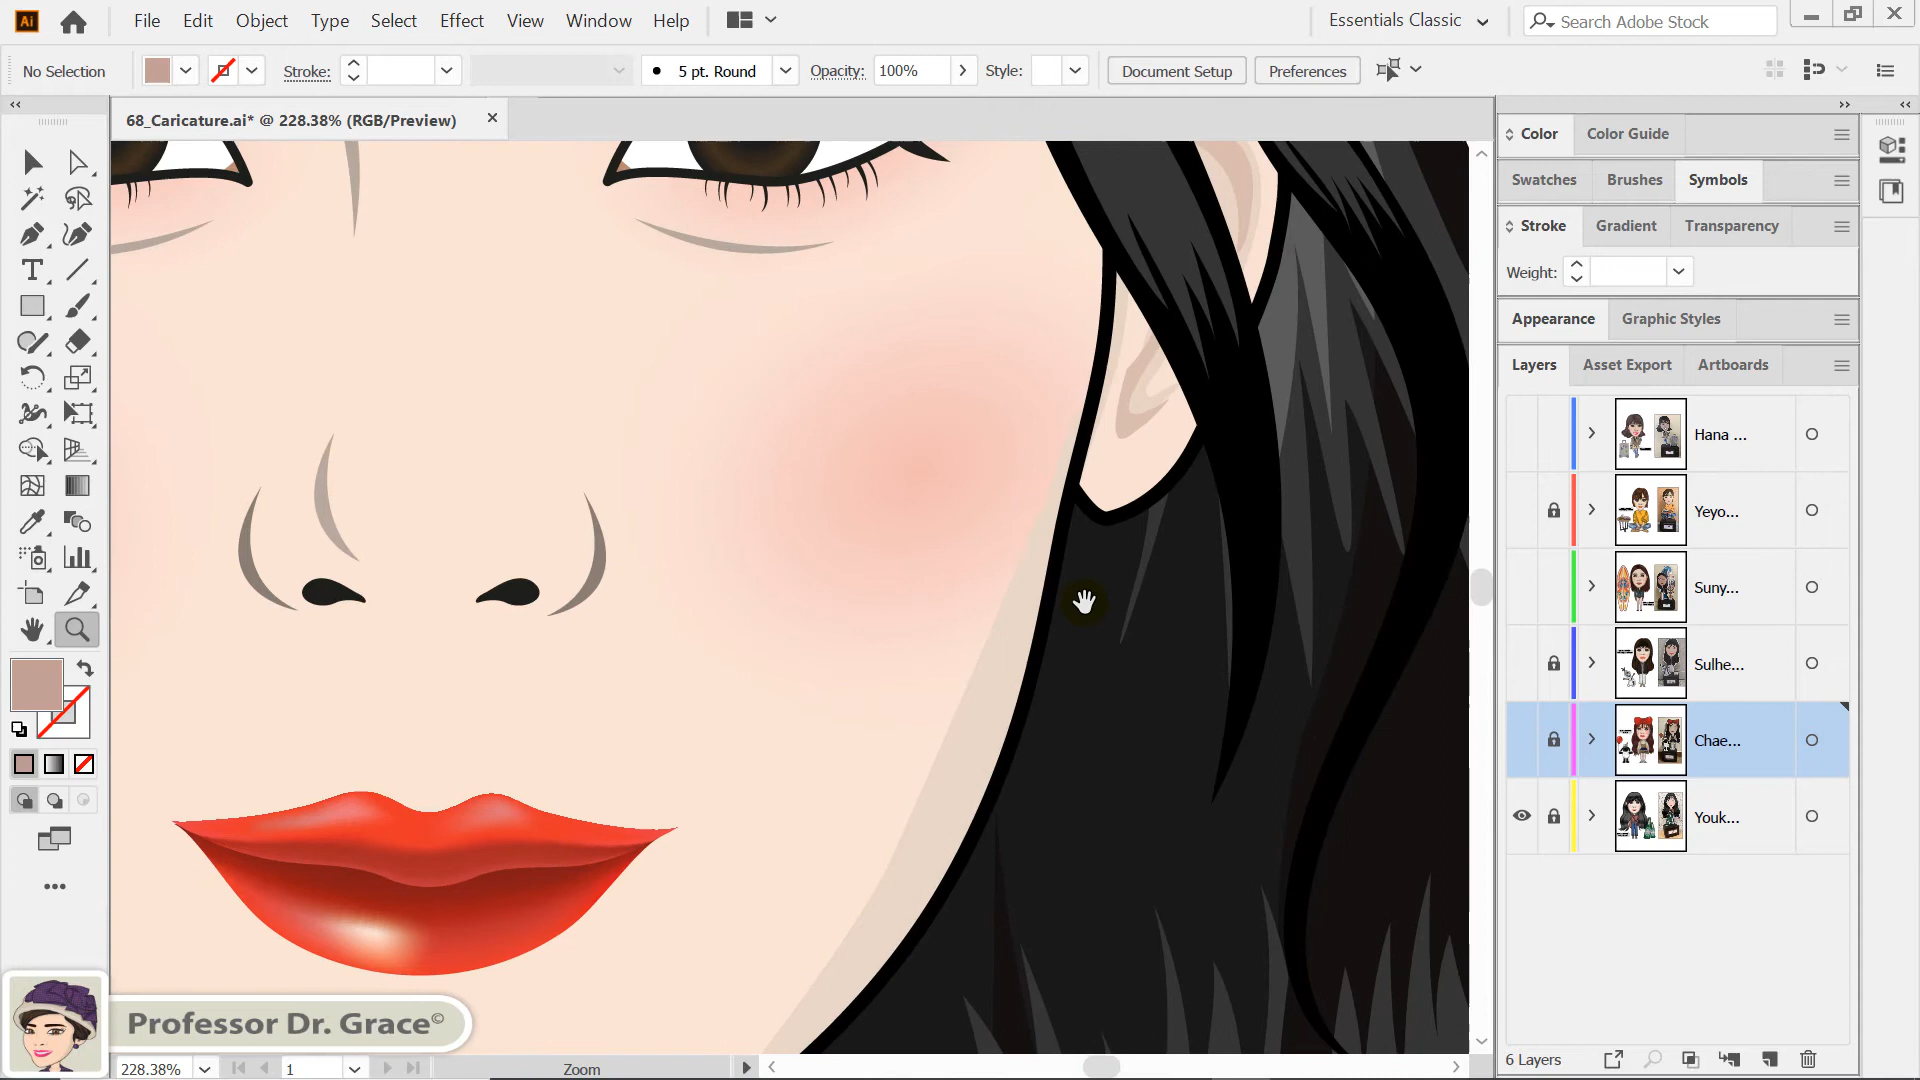 File Edit Object Type Select Effect View Window Help
Essentials Classic
Search Adobe Stock
No Selection
Stroke:
5 pt. Round
Opacity: 100%
Style:
Document Setup
Preferences
68_Caricature.ai* @ 228.38% (RGB/Preview)
Color Color Guide
Swatches Brushes Symbols
Stroke Gradient Transparency
Weight:
Appearance Graphic Styles
Layers Asset Export Artboards
Hana ...
Yeyo...
Suny...
Sulhe...
Chae...
Youk...
6 Layers
Professor Dr. Grace©
228.38%
1
Zoom